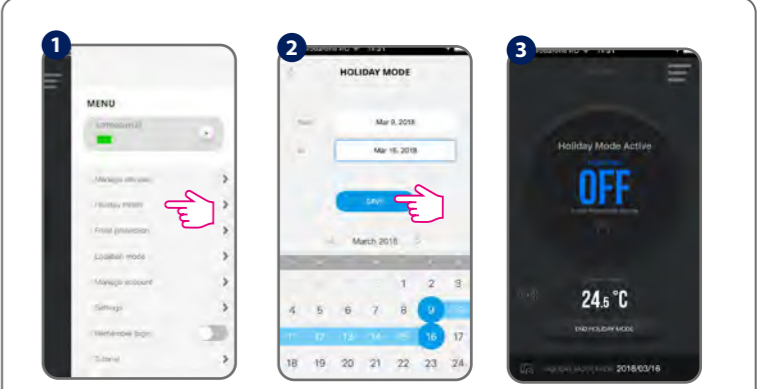 1
MENU
Manage devices
Holiday mode
Frost protection
Location mode
Manage account
Settings
Remember login
Tutorial
2
HOLIDAY MODE
Mar 9, 2018
Mar 16, 2018
SAVE
March 2018
1 2 3
4 5 6 7 8 9 10
11 12 13 14 15 16 17
18 19 20 21 22 23 24
3
Holiday Mode Active
OFF
24.5 °C
END HOLIDAY MODE
2018/03/16